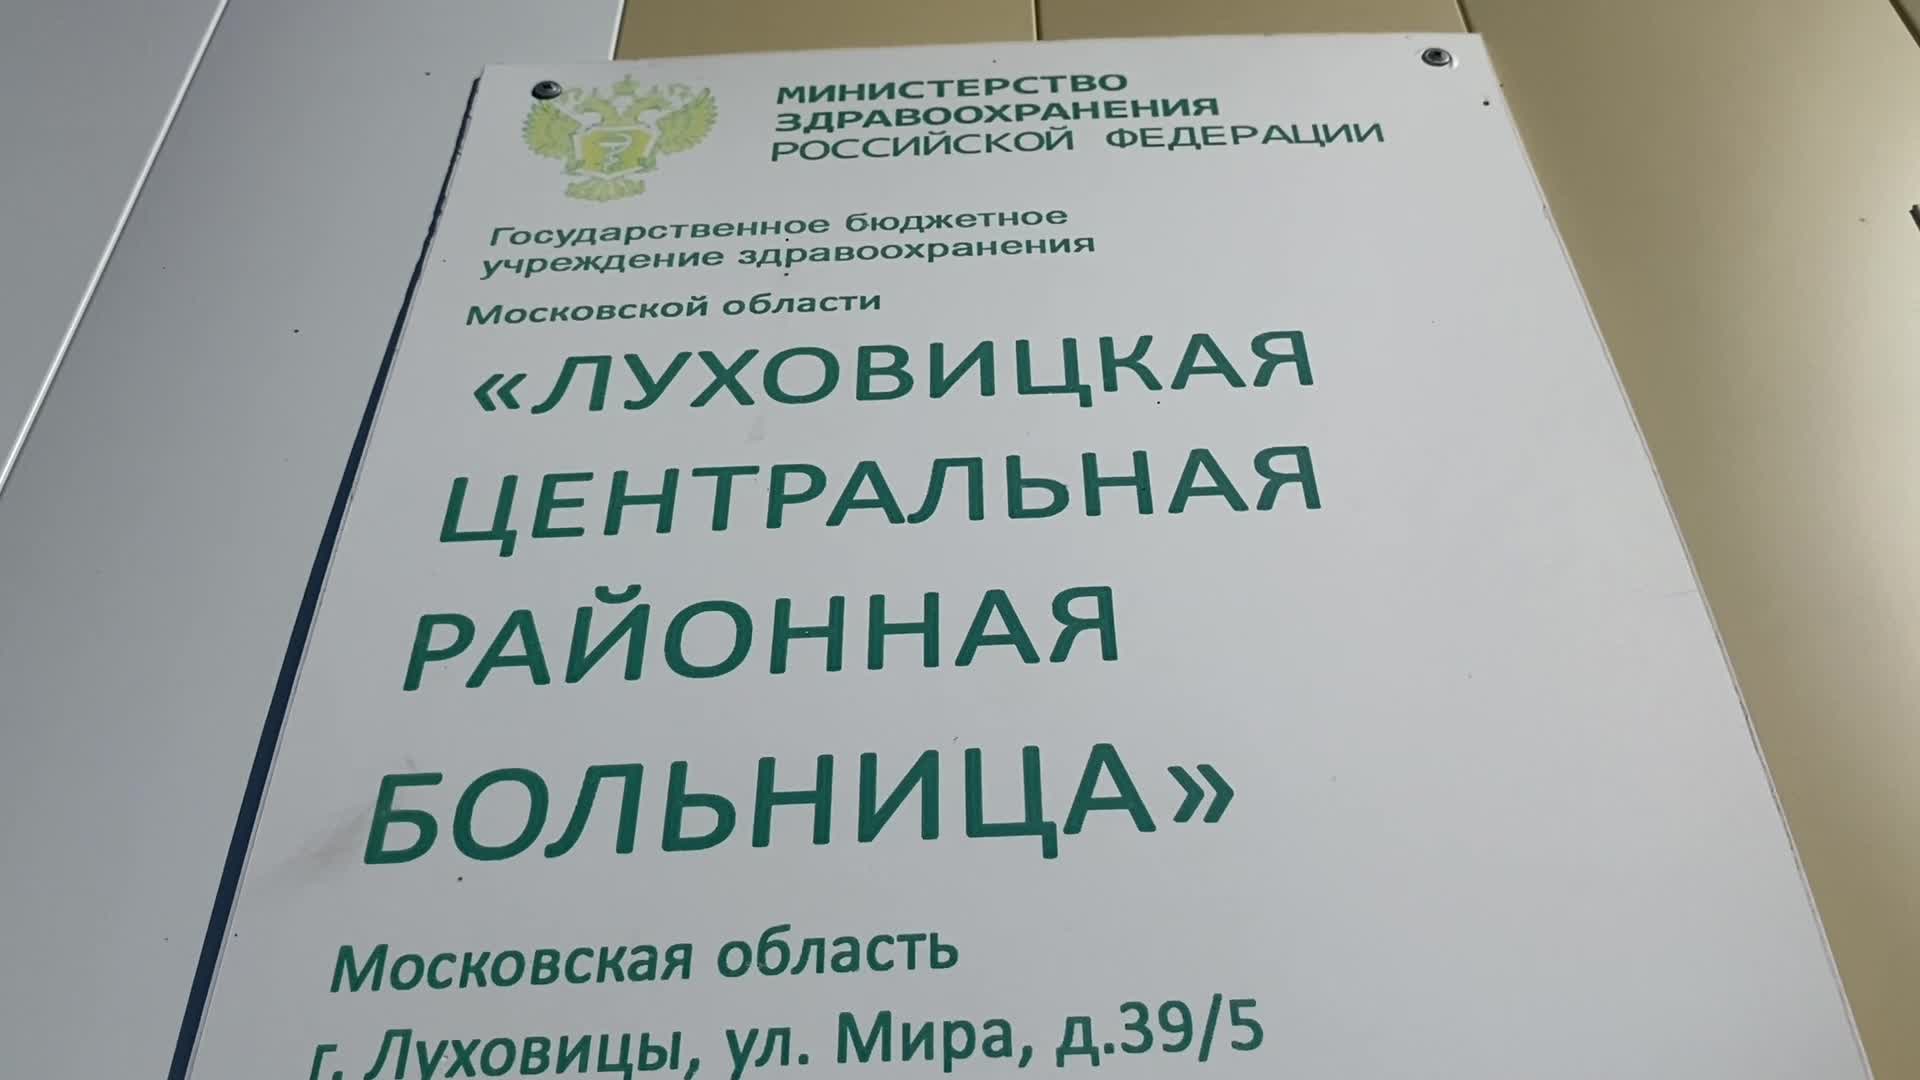 МИНИСТЕРСТВО
ЗДРАВООХРАНЕНИЯ
РОССИЙСКОЙ ФЕДЕРАЦИИ
Государственное бюджетное
учреждение здравоохранения
Московской области
«ЛУХОВИЦКАЯ
ЦЕНТРАЛЬНАЯ
РАЙОННАЯ
БОЛЬНИЦА»
Московская область
г. Луховицы, ул. Мира, д.39/5